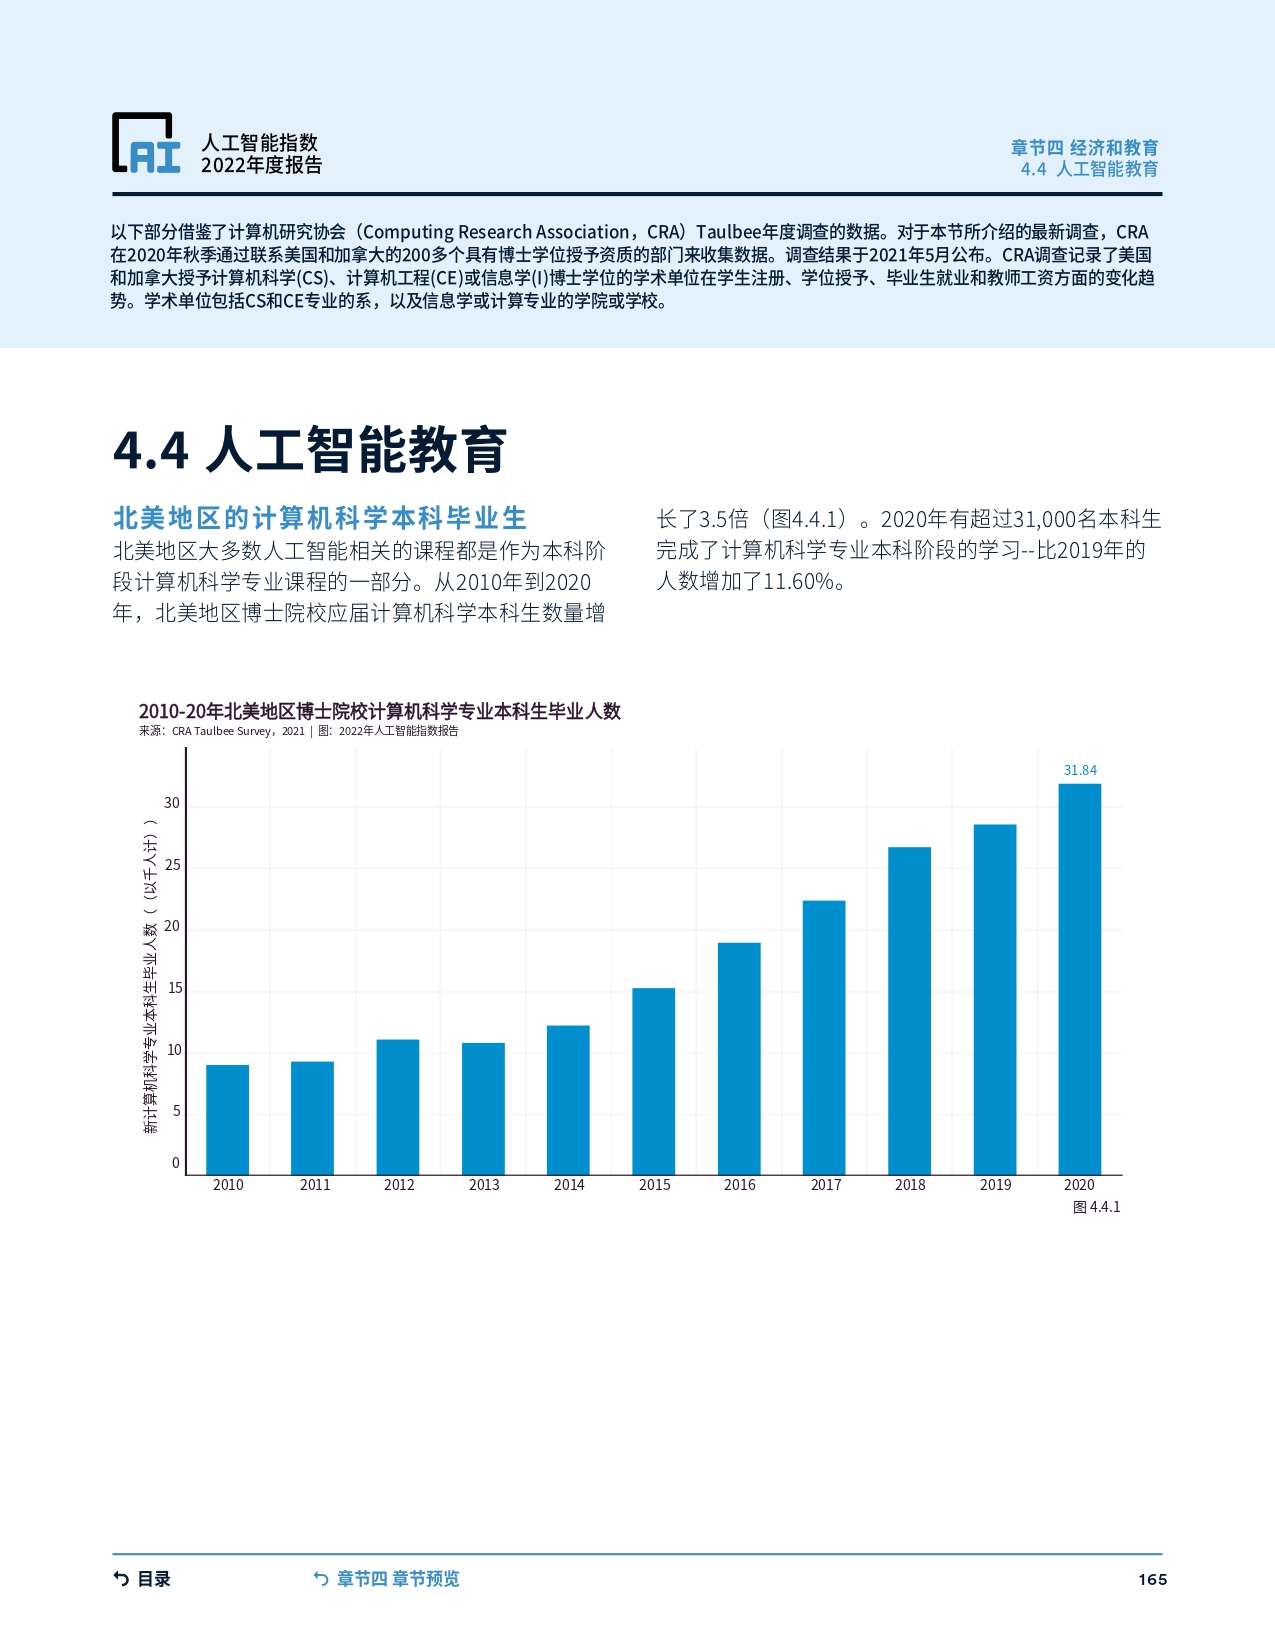 AI
人工智能指数
2022年度报告
章节四 经济和教育
4.4 人工智能教育
以下部分借鉴了计算机研究协会（Computing Research Association，CRA）Taulbee年度调查的数据。对于本节所介绍的最新调查，CRA
在2020年秋季通过联系美国和加拿大的200多个具有博士学位授予资质的部门来收集数据。调查结果于2021年5月公布。CRA调查记录了美国
和加拿大授予计算机科学(CS)、计算机工程(CE)或信息学(I)博士学位的学术单位在学生注册、学位授予、毕业生就业和教师工资方面的变化趋
势。学术单位包括CS和CE专业的系，以及信息学或计算专业的学院或学校。
4.4 人工智能教育
北美地区的计算机科学本科毕业生
北美地区大多数人工智能相关的课程都是作为本科阶
段计算机科学专业课程的一部分。从2010年到2020
年，北美地区博士院校应届计算机科学本科生数量增
长了3.5倍（图4.4.1）。2020年有超过31,000名本科生
完成了计算机科学专业本科阶段的学习--比2019年的
人数增加了11.60%。
2010-20年北美地区博士院校计算机科学专业本科生毕业人数
来源：CRA Taulbee Survey，2021 | 图：2022年人工智能指数报告
新计算机科学专业本科生毕业人数（（以千人计））
30
25
20
15
10
5
0
31.84
2010 2011 2012 2013 2014 2015 2016 2017 2018 2019 2020
图 4.4.1
目录
章节四 章节预览
165